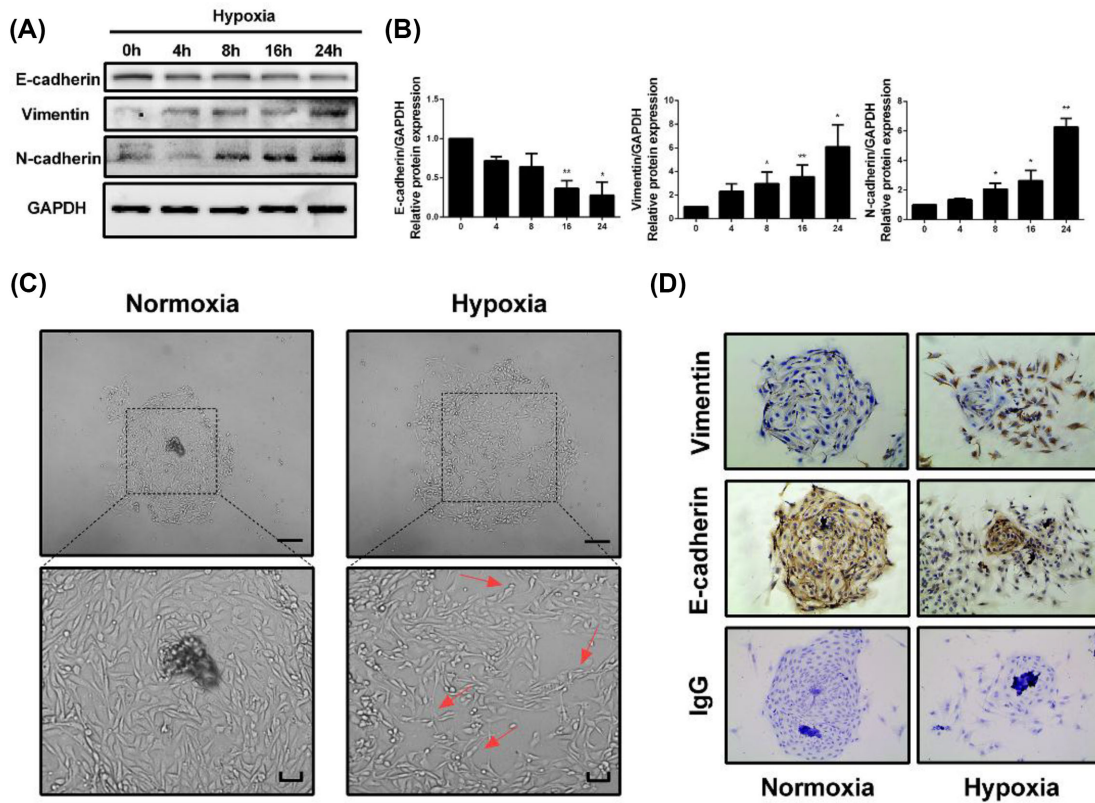 (A)
Hypoxia
0h 4h 8h 16h 24h
E-cadherin
Vimentin
N-cadherin
GAPDH
(B)
E-cadherin/GAPDH
Relative protein expression
1.5
1.0
0.5
0.0
** *
0 4 8 16 24
Vimentin/GAPDH
Relative protein expression
10
8
6
4
2
0
* ** *
0 4 8 16 24
N-cadherin/GAPDH
Relative protein expression
8
6
4
2
0
* * **
0 4 8 16 24
(C)
Normoxia
Hypoxia
(D)
Vimentin
E-cadherin
IgG
Normoxia
Hypoxia